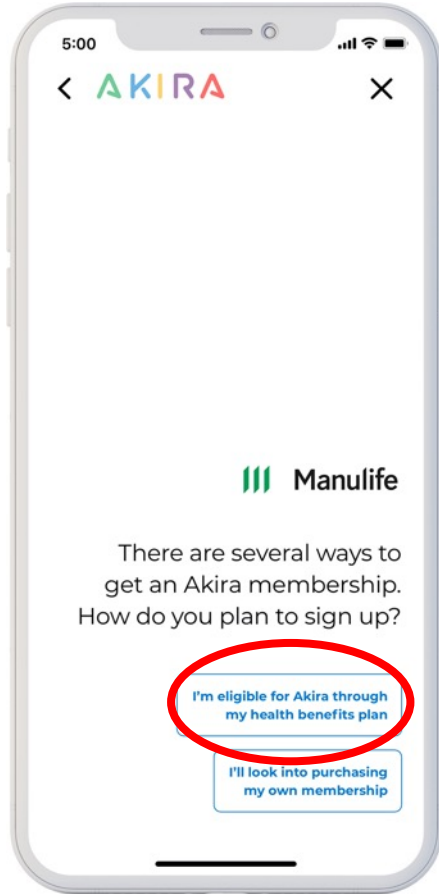 5:00
AKIRA
Manulife
There are several ways to
get an Akira membership.
How do you plan to sign up?
I'm eligible for Akira through
my health benefits plan
I'll look into purchasing
my own membership